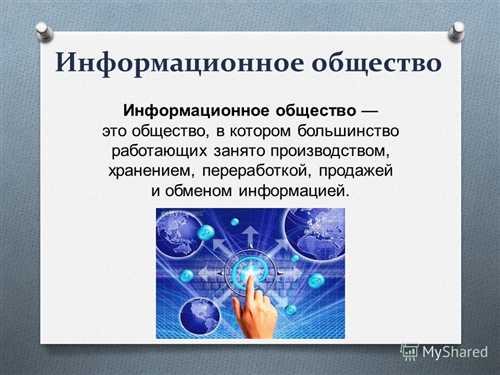 Информационное общество
Информационное общество —
это общество, в котором большинство
работающих занято производством,
хранением, переработкой, продажей
и обменом информацией.
MyShared